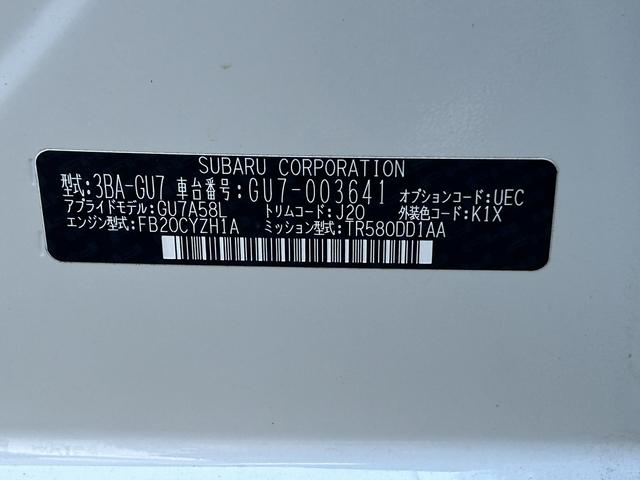 SUBARU CORPORATION
型式:3BA-GU7 車台番号:GU7-003641 オプションコード:UEC
アプライドモデル:GU7A58L トリムコード:J20 外装色コード:K1X
エンジン型式:FB20CYZH1A ミッション型式:TR580DD1AA